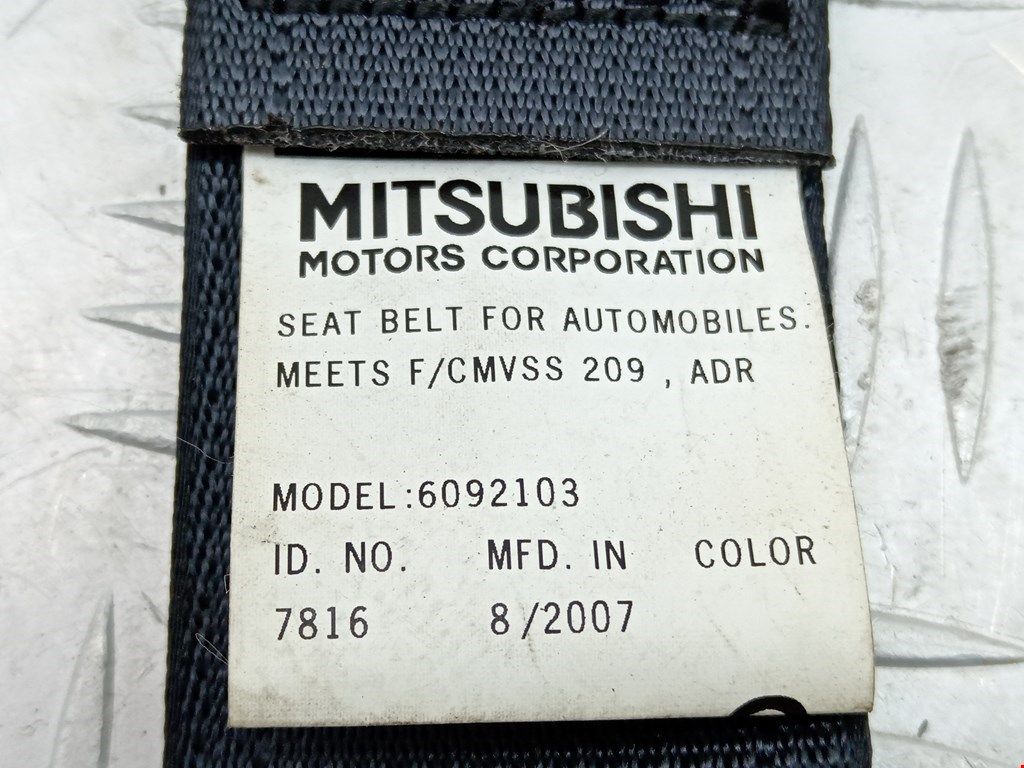 MITSUBISHI
MOTORS CORPORATION
SEAT BELT FOR AUTOMOBILES.
MEETS F/CMVSS 209 , ADR
MODEL:6092103
ID. NO. MFD. IN COLOR
7816 8/2007